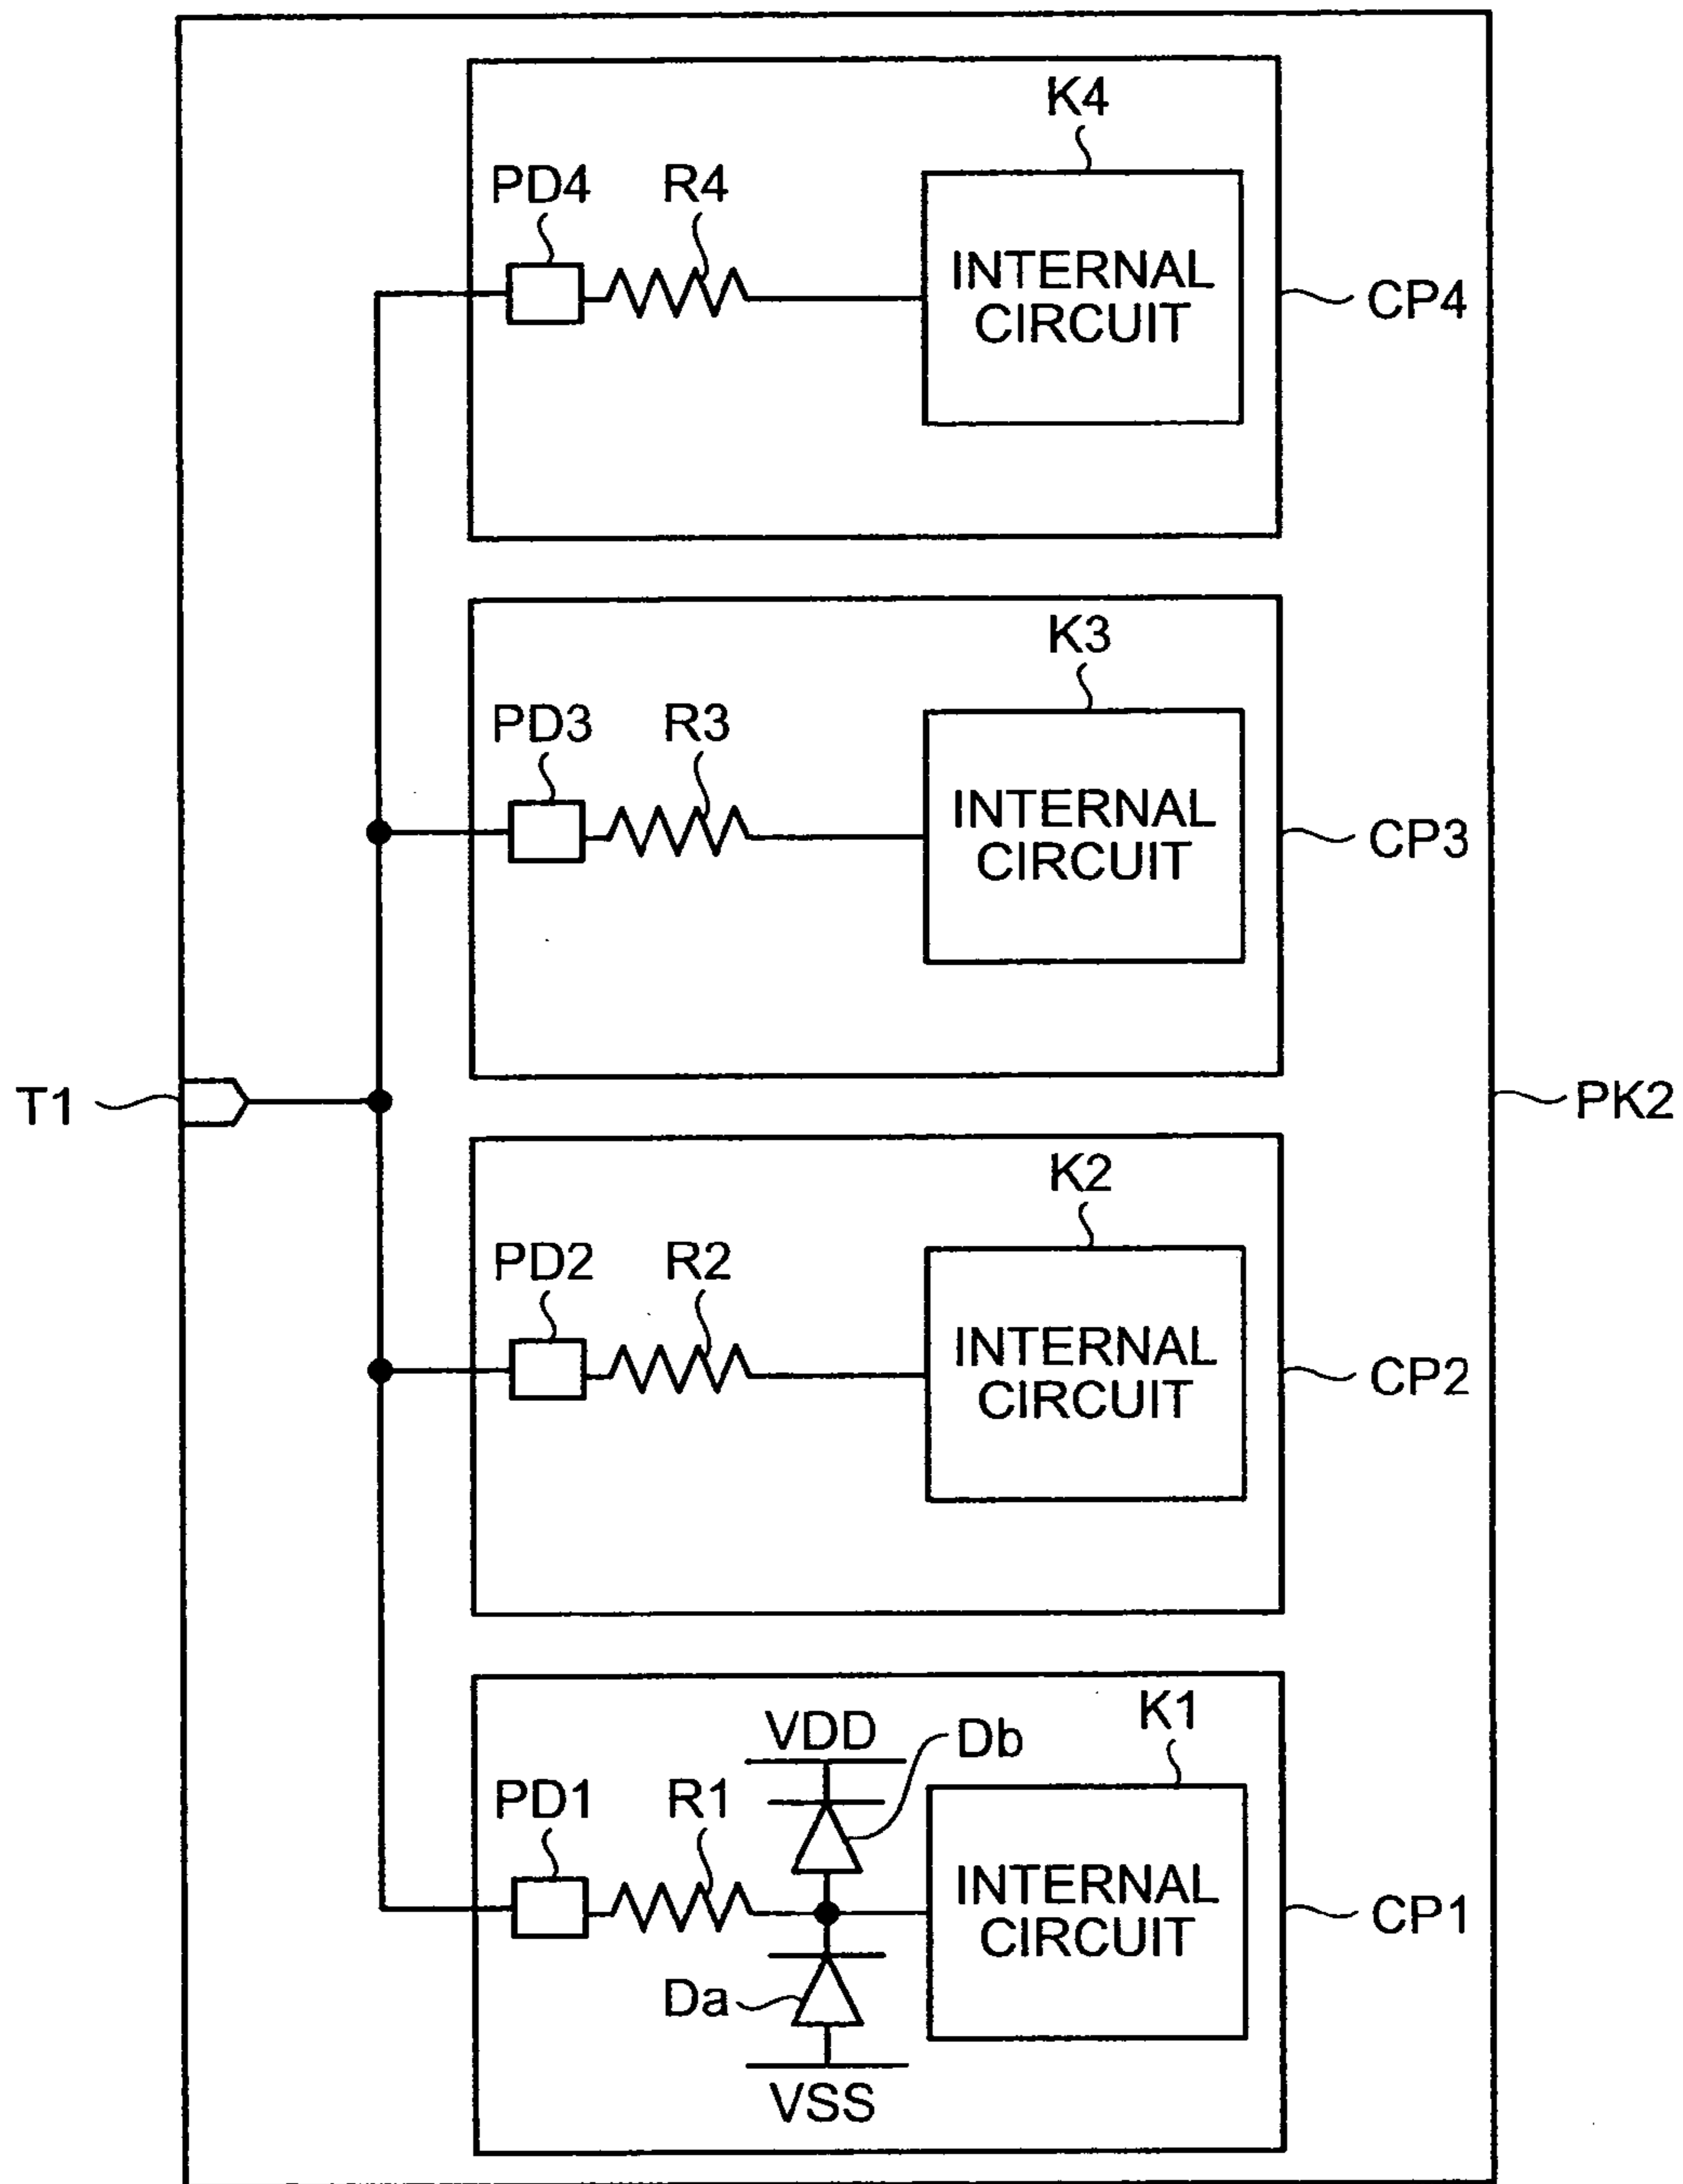 K4
PD4
R4
INTERNAL
CIRCUIT
CP4
K3
PD3
R3
INTERNAL
CIRCUIT
CP3
T1
PK2
K2
PD2
R2
INTERNAL
CIRCUIT
CP2
K1
VDD
Db
PD1
R1
INTERNAL
CIRCUIT
CP1
Da
VSS